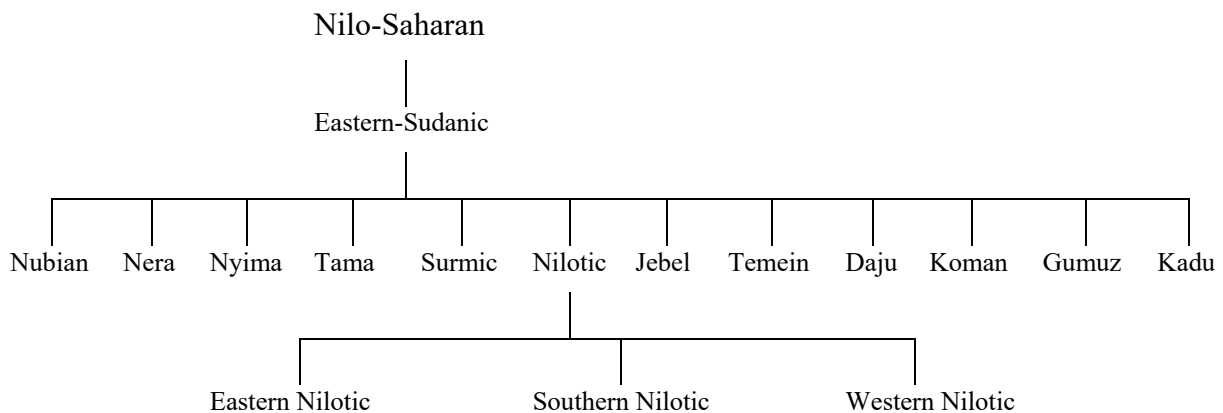 Nilo-Saharan
Eastern-Sudanic
Nubian Nera Nyima Tama Surmic Nilotic Jebel Temein Daju Koman Gumuz Kadu
Eastern Nilotic Southern Nilotic Western Nilotic